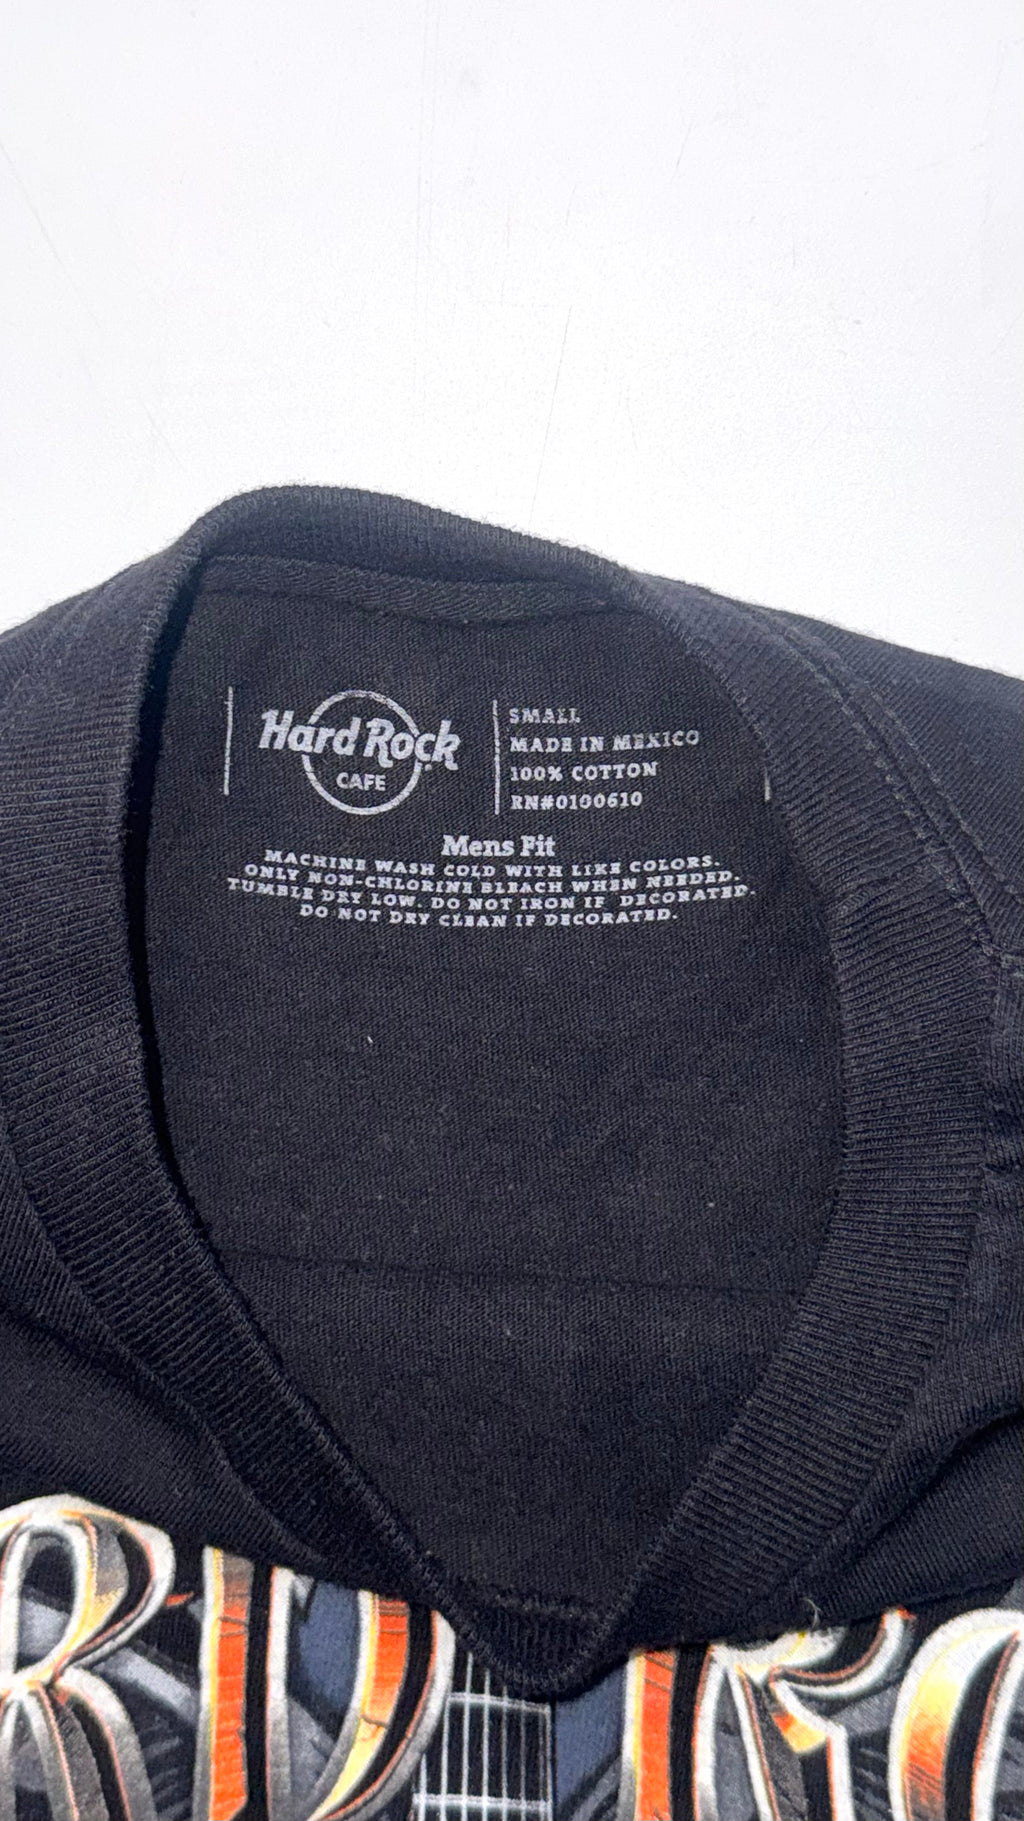 Hard Rock
CAFE
SMALL
MADE IN MEXICO
100% COTTON
RN#0100610
Mens Fit
MACHINE WASH COLD WITH LIKE COLORS.
ONLY NON-CHLORINE BLEACH WHEN NEEDED.
TUMBLE DRY LOW. DO NOT IRON IF DECORATED.
DO NOT DRY CLEAN IF DECORATED.
RD RO